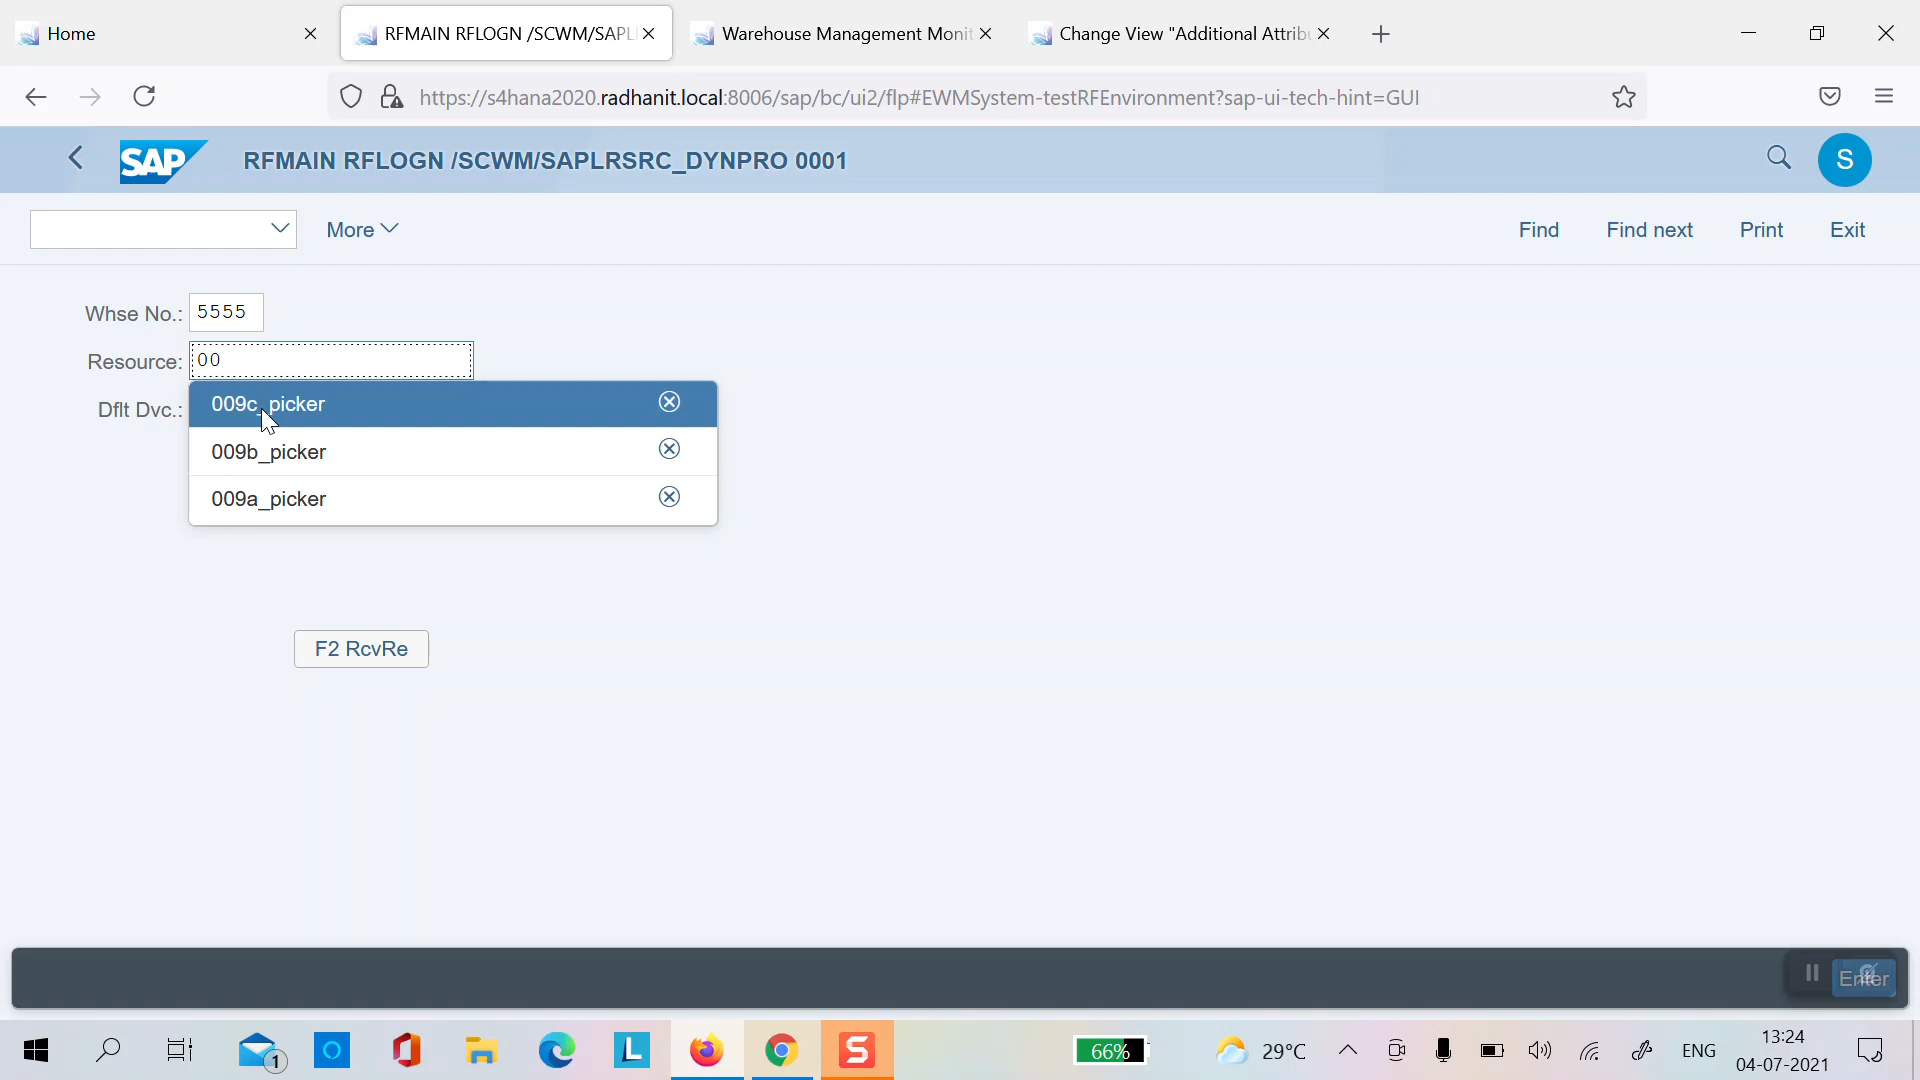 Home
RFMAIN RFLOGN /SCWM/SAPL
Warehouse Management Monit
Change View "Additional Attribu
https://s4hana2020.radhanit.local:8006/sap/bc/ui2/flp#EWMSystem-testRFEnvironment?sap-ui-tech-hint=GUI
SAP
RFMAIN RFLOGN /SCWM/SAPLRSRC_DYNPRO 0001
S
More
Find
Find next
Print
Exit
Whse No.: 5555
Resource: 00
Dflt Dvc.:
009c_picker
009b_picker
009a_picker
F2 RcvRe
Enter
1
L
S
66%
29°C
ENG
13:24
04-07-2021